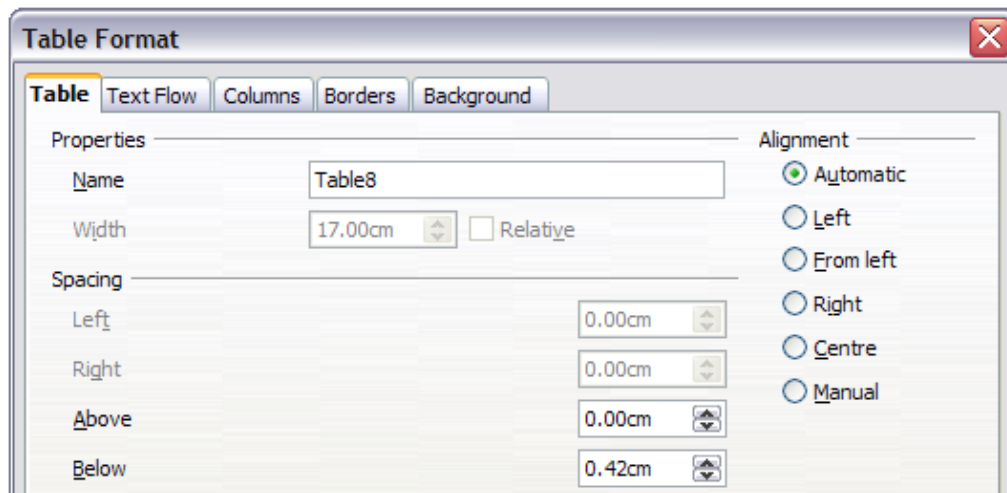 Table Format
Table Text Flow Columns Borders Background
Properties
Name Table8
Width 17.00cm Relative
Spacing
Left 0.00cm
Right 0.00cm
Above 0.00cm
Below 0.42cm
Alignment
Automatic
Left
From left
Right
Centre
Manual